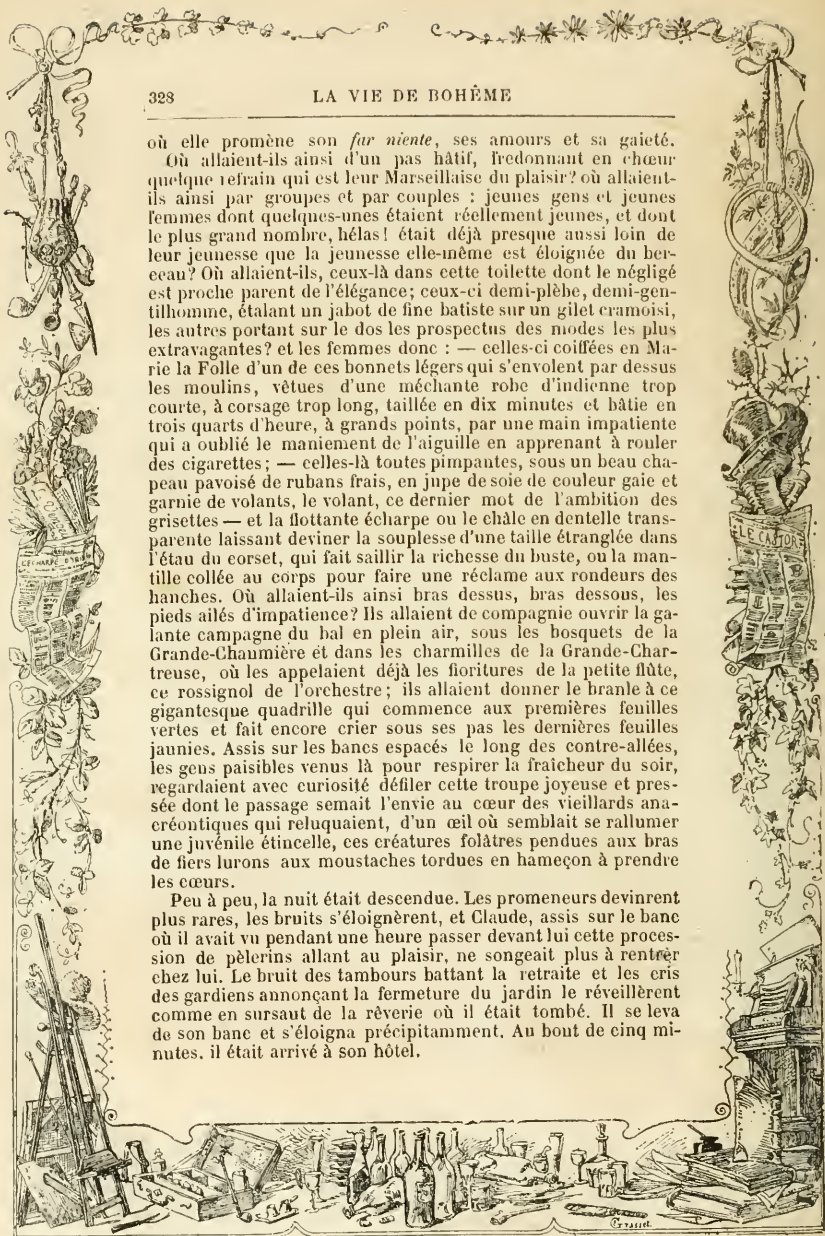 328
LA VIE DE BOHÊME
où elle promène son far niente, ses amours et sa gaieté.
Où allaient-ils ainsi d'un pas hâtif, fredonnant en chœur
quelque refrain qui est leur Marseillaise du plaisir? où allaient-
ils ainsi par groupes et par couples : jeunes gens et jeunes
femmes dont quelques-unes étaient réellement jeunes, et dont
le plus grand nombre, hélas! était déjà presque aussi loin de
leur jeunesse que la jeunesse elle-même est éloignée du ber-
ceau? Où allaient-ils, ceux-là dans cette toilette dont le négligé
est proche parent de l'élégance; ceux-ci demi-plèbe, demi-gen-
tilhomme, étalant un jabot de fine batiste sur un gilet cramoisi,
les autres portant sur le dos les prospectus des modes les plus
extravagantes? et les femmes donc : — celles-ci coiffées en Ma-
rie la Folle d'un de ces bonnets légers qui s'envolent par dessus
les moulins, vêtues d'une méchante robe d'indienne trop
courte, à corsage trop long, taillée en dix minutes et bâtie en
trois quarts d'heure, à grands points, par une main impatiente
qui a oublié le maniement de l'aiguille en apprenant à rouler
des cigarettes; — celles-là toutes pimpantes, sous un beau cha-
peau pavoisé de rubans frais, en jupe de soie de couleur gaie et
garnie de volants, le volant, ce dernier mot de l'ambition des
grisettes — et la flottante écharpe ou le châle en dentelle trans-
parente laissant deviner la souplesse d'une taille étranglée dans
l'étau du corset, qui fait saillir la richesse du buste, ou la man-
tille collée au corps pour faire une réclame aux rondeurs des
hanches. Où allaient-ils ainsi bras dessus, bras dessous, les
pieds ailés d'impatience? Ils allaient de compagnie ouvrir la ga-
lante campagne du bal en plein air, sous les bosquets de la
Grande-Chaumière et dans les charmilles de la Grande-Char-
treuse, où les appelaient déjà les fioritures de la petite flûte,
ce rossignol de l'orchestre; ils allaient donner le branle à ce
gigantesque quadrille qui commence aux premières feuilles
vertes et fait encore crier sous ses pas les dernières feuilles
jaunies. Assis sur les bancs espacés le long des contre-allées,
les gens paisibles venus là pour respirer la fraîcheur du soir,
regardaient avec curiosité défiler cette troupe joyeuse et pres-
sée dont le passage semait l'envie au cœur des vieillards ana-
créontiques qui reluquaient, d'un œil où semblait se rallumer
une juvénile étincelle, ces créatures folâtres pendues aux bras
de fiers lurons aux moustaches tordues en hameçon à prendre
les cœurs.
Peu à peu, la nuit était descendue. Les promeneurs devinrent
plus rares, les bruits s'éloignèrent, et Claude, assis sur le banc
où il avait vu pendant une heure passer devant lui cette proces-
sion de pèlerins allant au plaisir, ne songeait plus à rentrer
chez lui. Le bruit des tambours battant la retraite et les cris
des gardiens annonçant la fermeture du jardin le réveillèrent
comme en sursaut de la rêverie où il était tombé. Il se leva
de son banc et s'éloigna précipitamment. Au bout de cinq mi-
nutes, il était arrivé à son hôtel.
LE CASTOR
Grasset